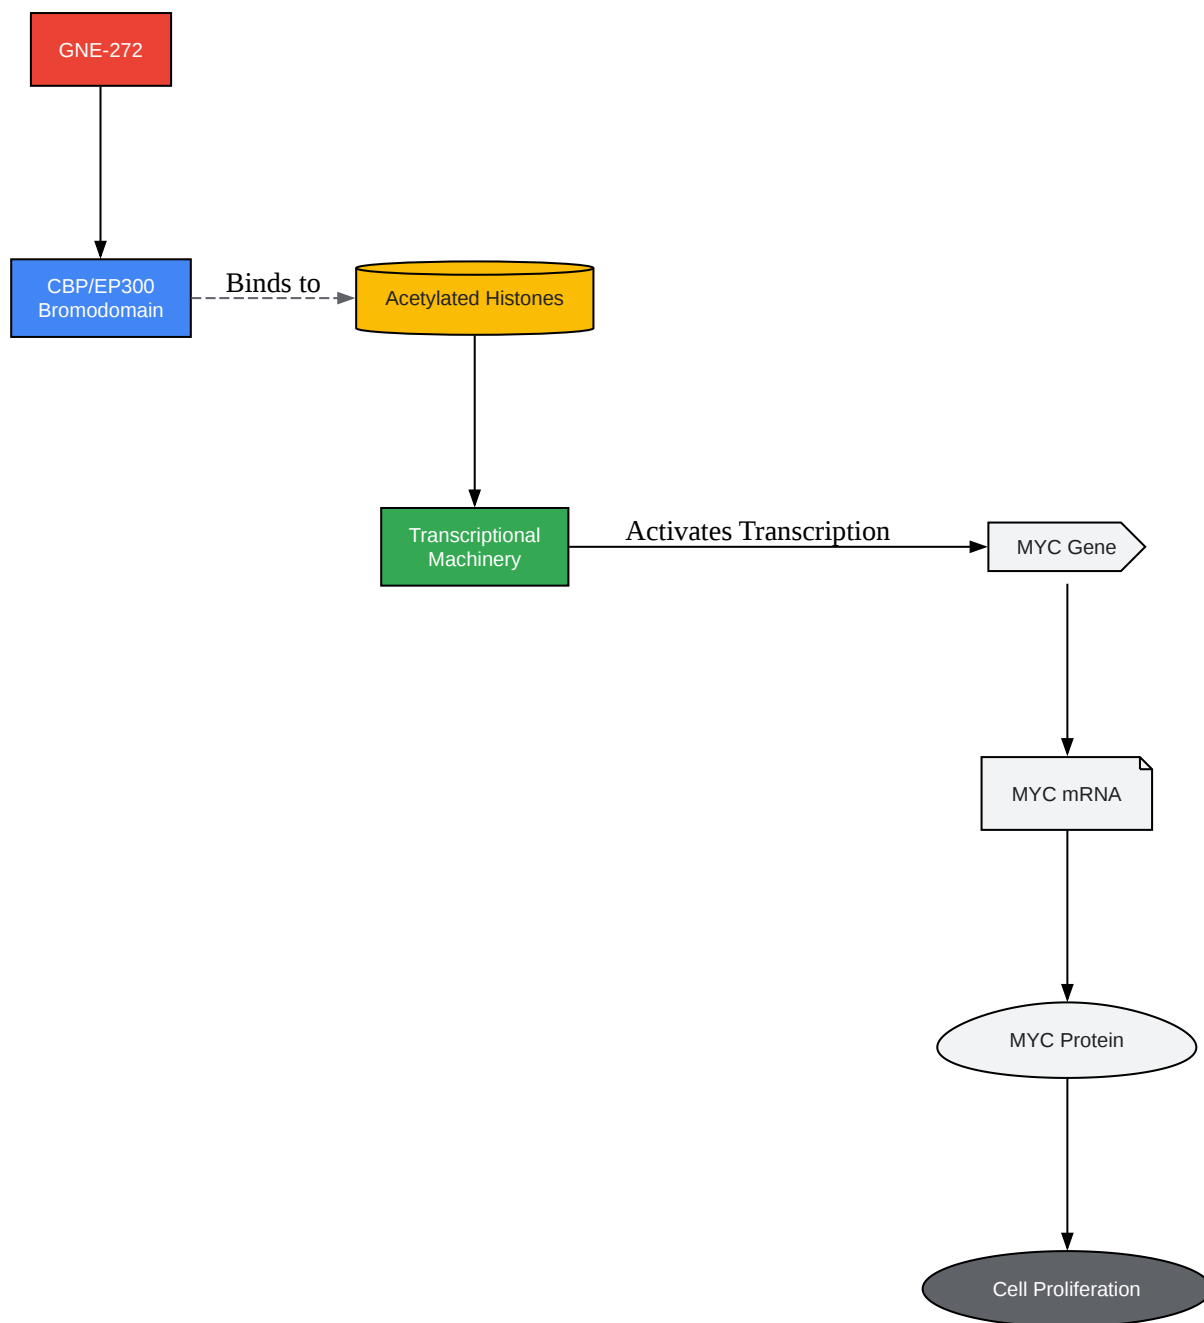 GNE-272
CBP/EP300
Bromodomain
Binds to
Acetylated Histones
Transcriptional
Machinery
Activates Transcription
MYC Gene
MYC mRNA
MYC Protein
Cell Proliferation